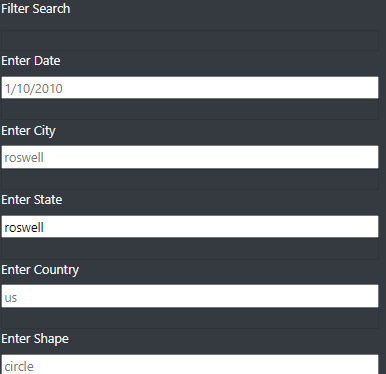 Filter Search
Enter Date
1/10/2010
Enter City
roswell
Enter State
roswell
Enter Country
us
Enter Shape
circle